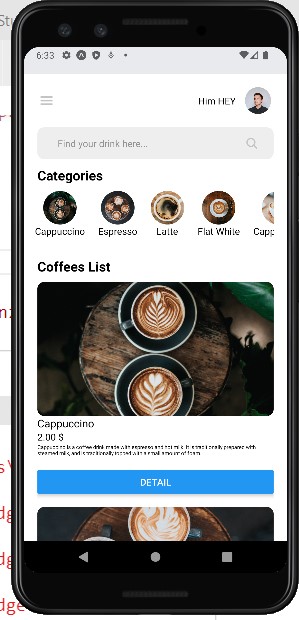 6:33
Him HEY
Find your drink here...
Categories
Cappuccino Espresso Latte Flat White Capp
Coffees List
Cappuccino
2.00 $
Cappuccino is a coffee drink made with espresso and hot milk. It is traditionally prepared with
steamed milk, and is traditionally topped with a small amount of foam.
DETAIL